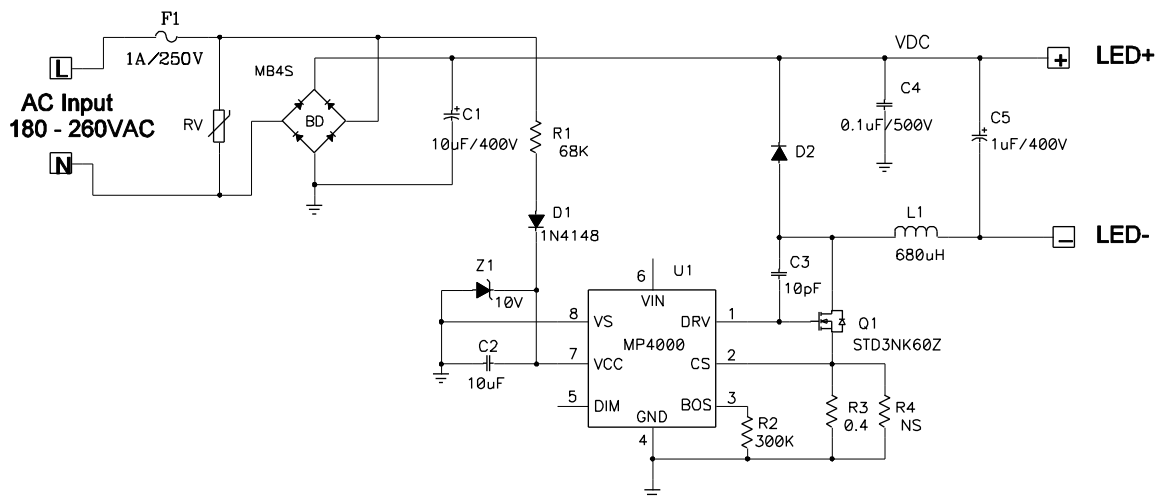 F1
1A/250V
L
AC Input
180 - 260VAC
N
RV
MB4S
BD
C1
10uF/400V
R1
68K
D1
1N4148
Z1
10V
C2
10uF
VDC
+
LED+
C4
0.1uF/500V
C5
1uF/400V
D2
L1
680uH
−
LED-
C3
10pF
Q1
STD3NK60Z
U1
6
VIN
8
VS
DRV
1
MP4000
7
VCC
CS
2
5
DIM
BOS
3
GND
4
R2
300K
R3
0.4
R4
NS